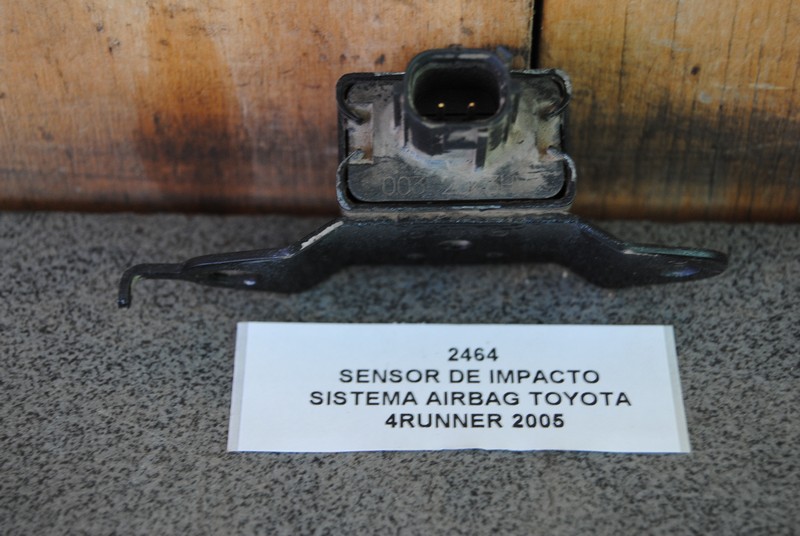 2464
SENSOR DE IMPACTO
SISTEMA AIRBAG TOYOTA
4RUNNER 2005